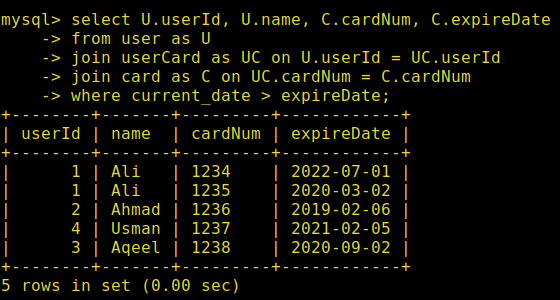 mysql> select U.userId, U.name, C.cardNum, C.expireDate
    -> from user as U
    -> join userCard as UC on U.userId = UC.userId
    -> join card as C on UC.cardNum = C.cardNum
    -> where current_date > expireDate;
+--------+-------+---------+------------+
| userId | name  | cardNum | expireDate |
+--------+-------+---------+------------+
|      1 | Ali   | 1234    | 2022-07-01 |
|      1 | Ali   | 1235    | 2020-03-02 |
|      2 | Ahmad | 1236    | 2019-02-06 |
|      4 | Usman | 1237    | 2021-02-05 |
|      3 | Aqeel | 1238    | 2020-09-02 |
+--------+-------+---------+------------+
5 rows in set (0.00 sec)